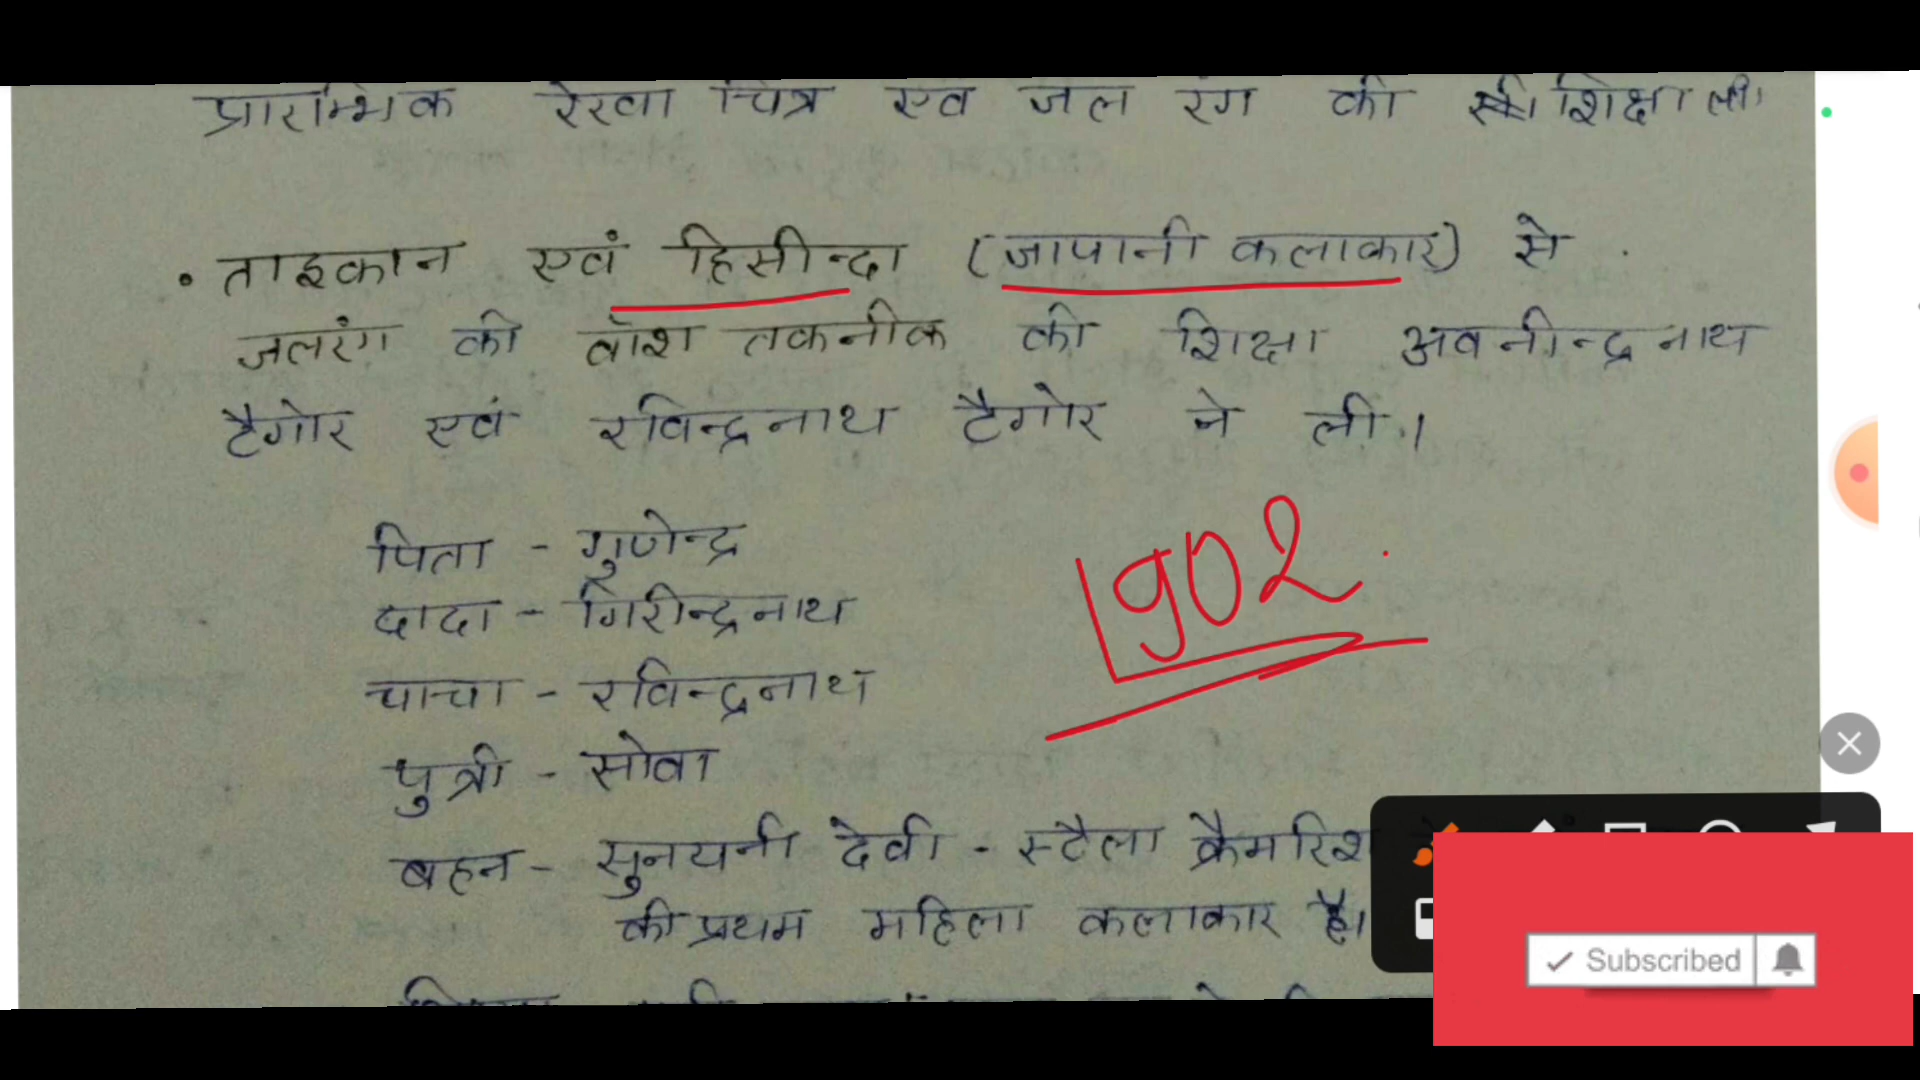 प्रारम्भिक रेखा चित्र एव जल रंग की शिक्षा ली।
• ताइकान एवं हिसीन्दा (जापानी कलाकार) से
जलरंग की वॉश तकनीक की शिक्षा अवनीन्द्र नाथ
टैगोर एवं रविन्द्रनाथ टैगोर ने ली।
1902
पिता - गुणेन्द्र
दादा - गिरीन्द्रनाथ
चाचा - रविन्द्रनाथ
पुत्री - सोवा
बहन - सुनयनी देवी - स्टैला क्रैमरिश
की प्रथम महिला कलाकार है।
Subscribed